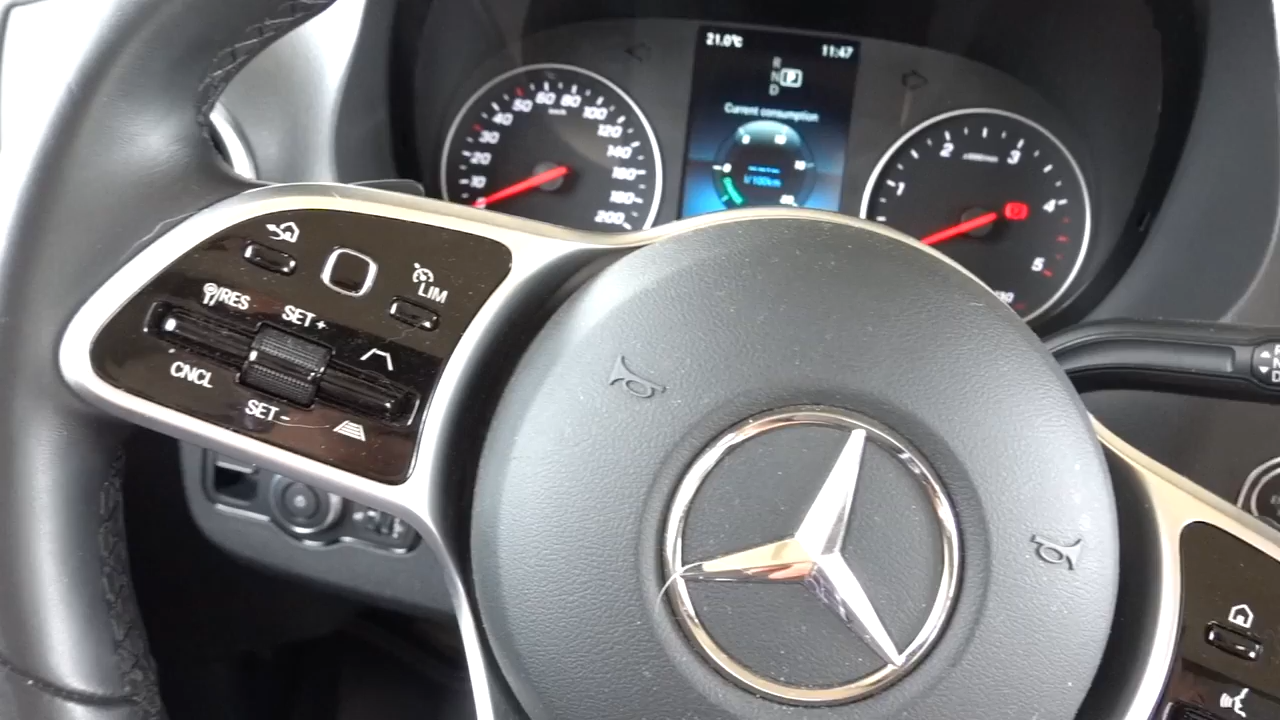 21.0°C 11:47
R
N P
D
Current consumption
l/100km
10
20
30
40
50
60
80
100
120
140
160
180
200
km/h
1
2
3
4
5
LIM
/RES
SET +
CNCL
SET -
R
N
D